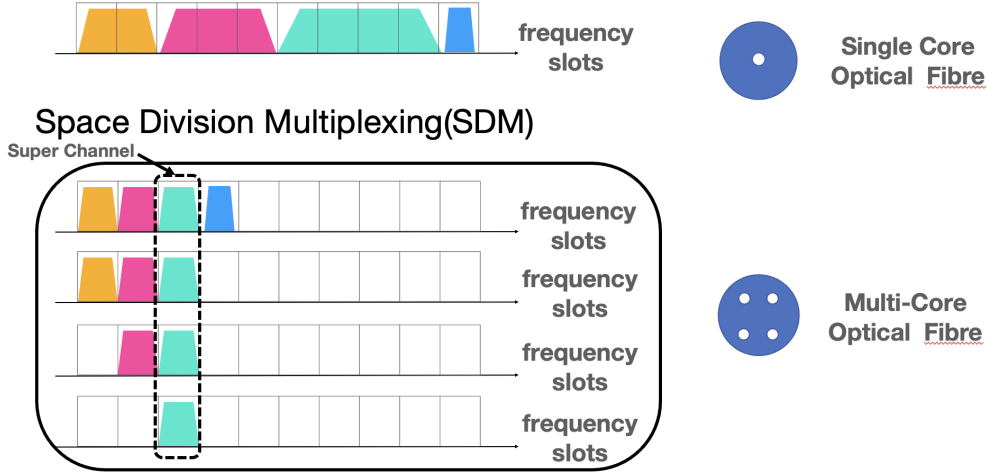 frequency
slots
Single Core
Optical Fibre
Space Division Multiplexing(SDM)
Super Channel
frequency
slots
frequency
slots
Multi-Core
Optical Fibre
frequency
slots
frequency
slots